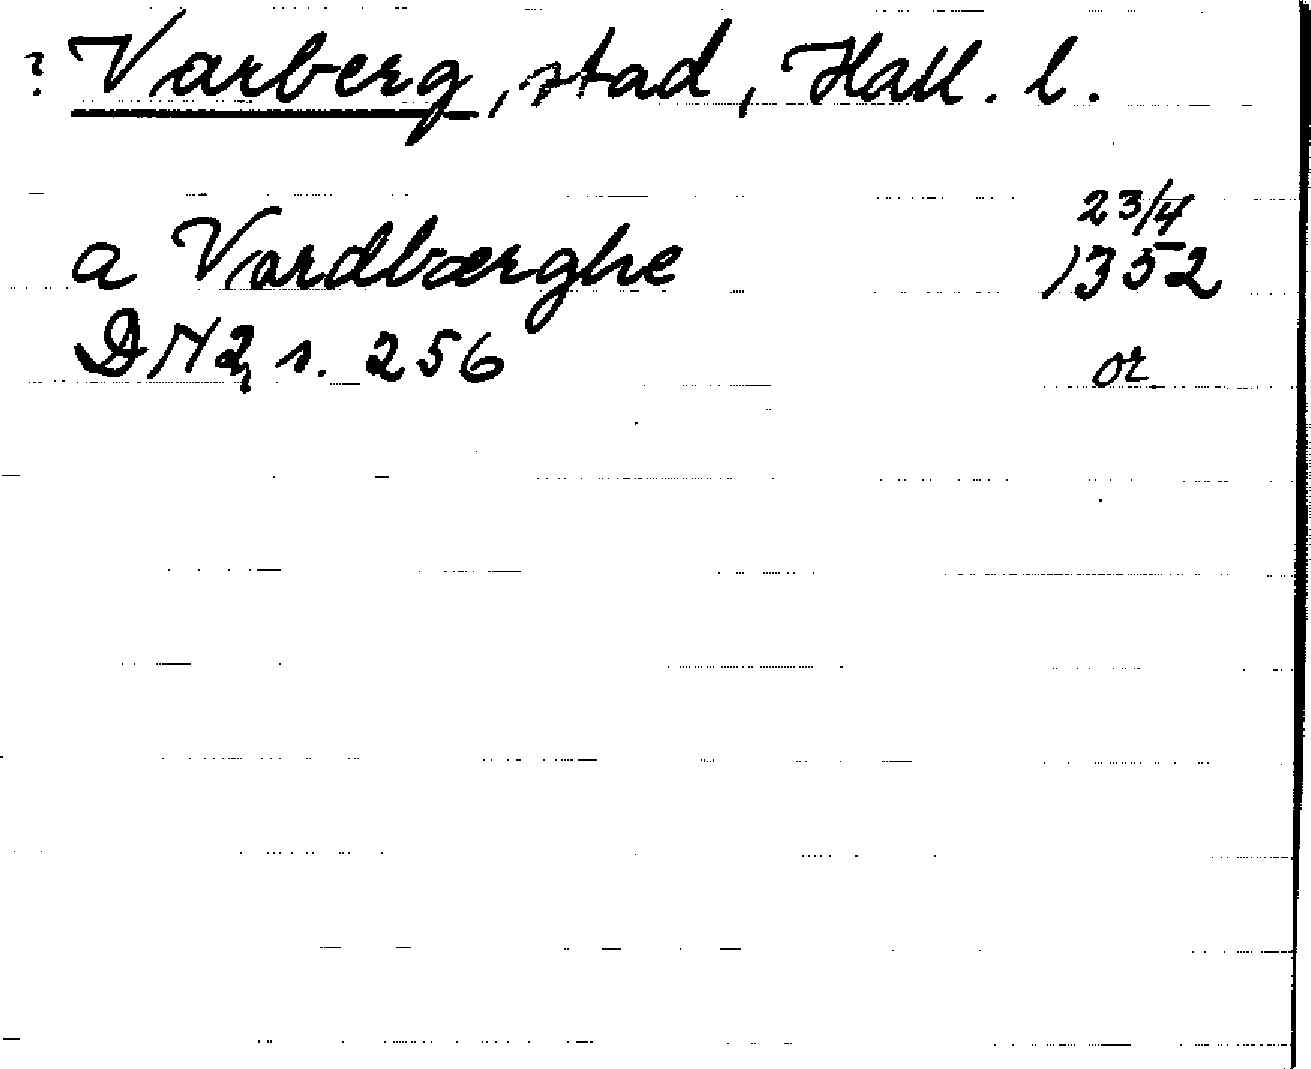 ? Varberg, stad, Hall. l.
a Vardbærghe 23/4 1352
DN 2, s. 256 or